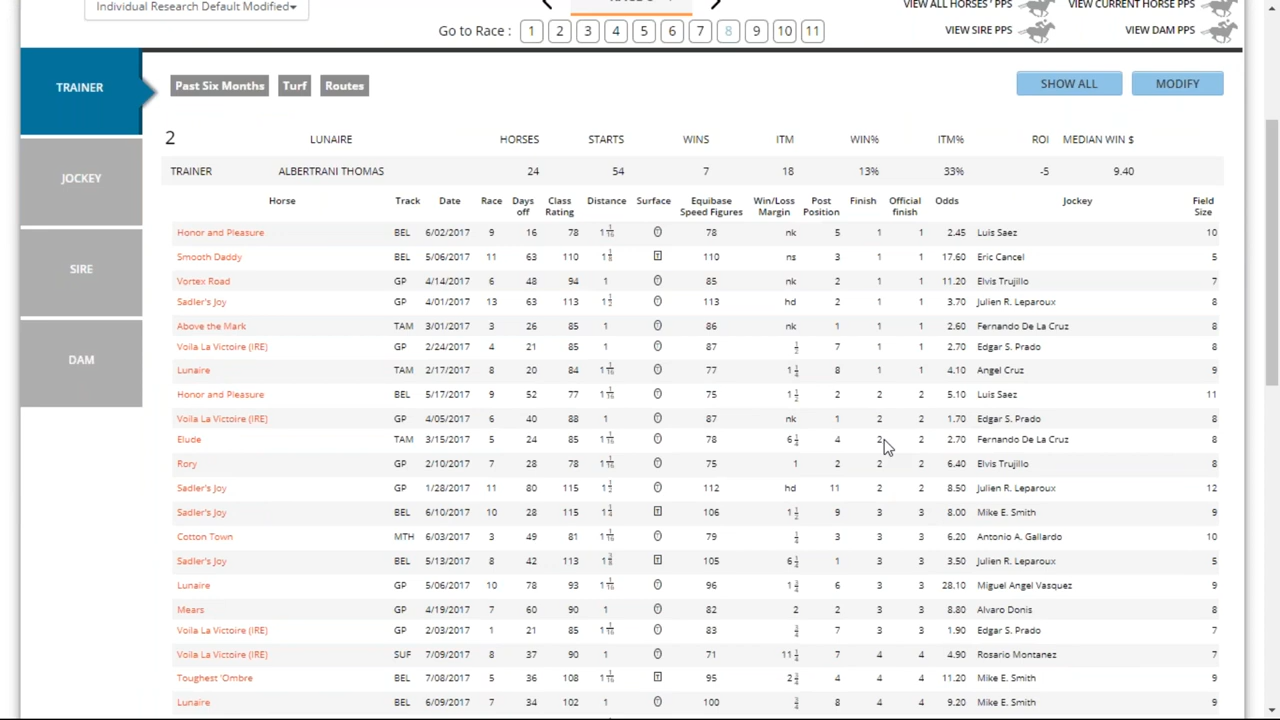 Individual Research Default Modified
VIEW ALL HORSES' PPS VIEW CURRENT HORSE PPS
Go to Race : 1 2 3 4 5 6 7 8 9 10 11 VIEW SIRE PPS VIEW DAM PPS
TRAINER Past Six Months Turf Routes SHOW ALL MODIFY
JOCKEY
SIRE
DAM
2 LUNAIRE HORSES STARTS WINS ITM WIN% ITM% ROI MEDIAN WIN $
TRAINER ALBERTRANI THOMAS 24 54 7 18 13% 33% -5 9.40
Horse Track Date Race Days off Class Rating Distance Surface Equibase Speed Figures Win/Loss Margin Post Position Finish Official finish Odds Jockey Field Size
Honor and Pleasure BEL 6/02/2017 9 16 78 1 1/16 78 nk 5 1 1 2.45 Luis Saez 10
Smooth Daddy BEL 5/06/2017 11 63 110 1 1/8 T 110 ns 3 1 1 17.60 Eric Cancel 5
Vortex Road GP 4/14/2017 6 48 94 1 85 nk 2 1 1 11.20 Elvis Trujillo 7
Sadler's Joy GP 4/01/2017 13 63 113 1 1/2 113 hd 2 1 1 3.70 Julien R. Leparoux 8
Above the Mark TAM 3/01/2017 3 26 85 1 86 nk 1 1 1 2.60 Fernando De La Cruz 8
Voila La Victoire (IRE) GP 2/24/2017 4 21 85 1 87 1/2 7 1 1 2.70 Edgar S. Prado 8
Lunaire TAM 2/17/2017 8 20 84 1 1/16 77 1 1/4 8 1 1 4.10 Angel Cruz 9
Honor and Pleasure BEL 5/17/2017 9 52 77 1 1/16 75 1 1/2 2 2 2 5.10 Luis Saez 11
Voila La Victoire (IRE) GP 4/05/2017 6 40 88 1 87 nk 1 2 2 1.70 Edgar S. Prado 8
Elude TAM 3/15/2017 5 24 85 1 1/16 78 6 1/4 4 2 2 2.70 Fernando De La Cruz 8
Rory GP 2/10/2017 7 28 78 1 1/16 75 1 2 2 2 6.40 Elvis Trujillo 8
Sadler's Joy GP 1/28/2017 11 80 115 1 1/2 112 hd 11 2 2 8.50 Julien R. Leparoux 12
Sadler's Joy BEL 6/10/2017 10 28 115 1 1/4 T 106 1 1/2 9 3 3 8.00 Mike E. Smith 9
Cotton Town MTH 6/03/2017 3 49 81 1 1/16 79 1/4 3 3 3 6.20 Antonio A. Gallardo 10
Sadler's Joy BEL 5/13/2017 8 42 113 1 3/8 T 105 6 1/4 1 3 3 3.50 Julien R. Leparoux 5
Lunaire GP 5/06/2017 10 78 93 1 1/16 96 1 3/4 6 3 3 28.10 Miguel Angel Vasquez 9
Mears GP 4/19/2017 7 60 90 1 82 2 2 3 3 8.80 Alvaro Donis 8
Voila La Victoire (IRE) GP 2/03/2017 1 21 85 1 1/16 83 3/4 7 3 3 1.90 Edgar S. Prado 7
Voila La Victoire (IRE) SUF 7/09/2017 8 37 90 1 71 11 1/4 7 4 4 4.90 Rosario Montanez 7
Toughest 'Ombre BEL 7/08/2017 5 36 108 1 1/16 T 95 2 3/4 4 4 4 11.20 Mike E. Smith 9
Lunaire BEL 6/09/2017 7 34 102 1 100 3/4 8 4 4 9.20 Mike E. Smith 9